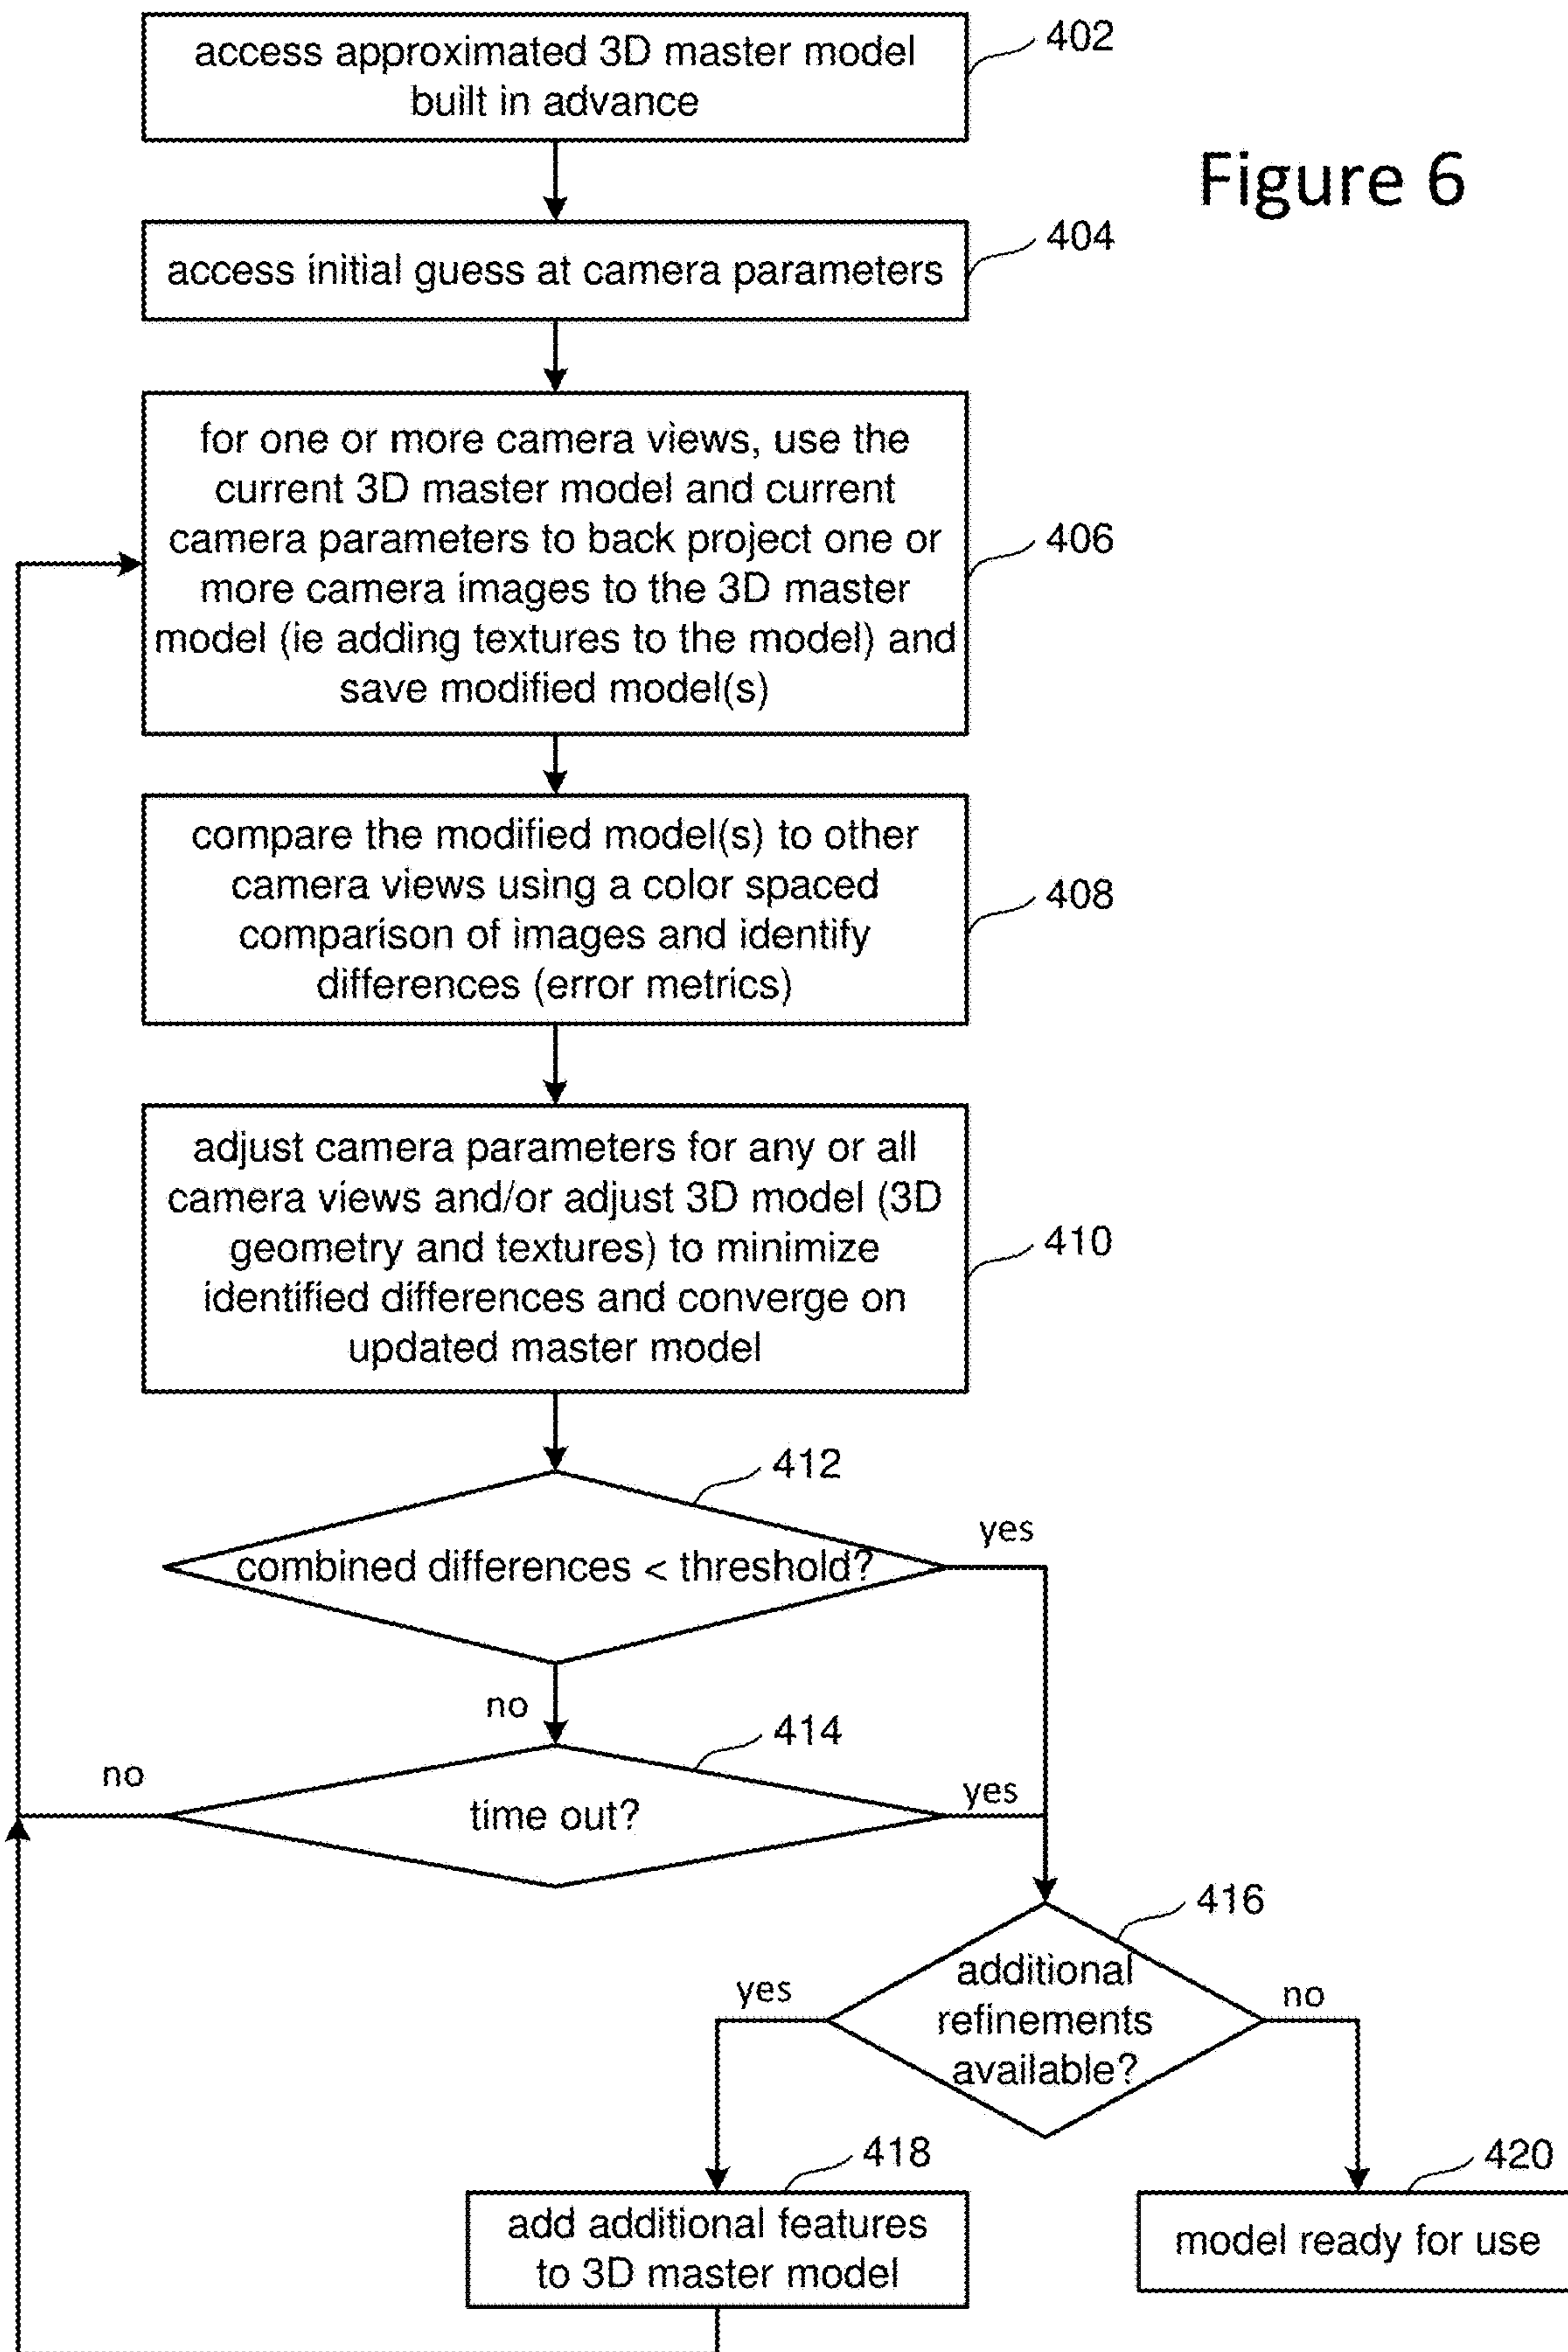 access approximated 3D master model
built in advance
402
Figure 6
access initial guess at camera parameters
404
for one or more camera views, use the
current 3D master model and current
camera parameters to back project one or
more camera images to the 3D master
model (ie adding textures to the model) and
save modified model(s)
406
compare the modified model(s) to other
camera views using a color spaced
comparison of images and identify
differences (error metrics)
408
adjust camera parameters for any or all
camera views and/or adjust 3D model (3D
geometry and textures) to minimize
identified differences and converge on
updated master model
410
412
combined differences < threshold?
yes
no
414
time out?
no
yes
416
additional
refinements
available?
yes
no
418
add additional features
to 3D master model
420
model ready for use